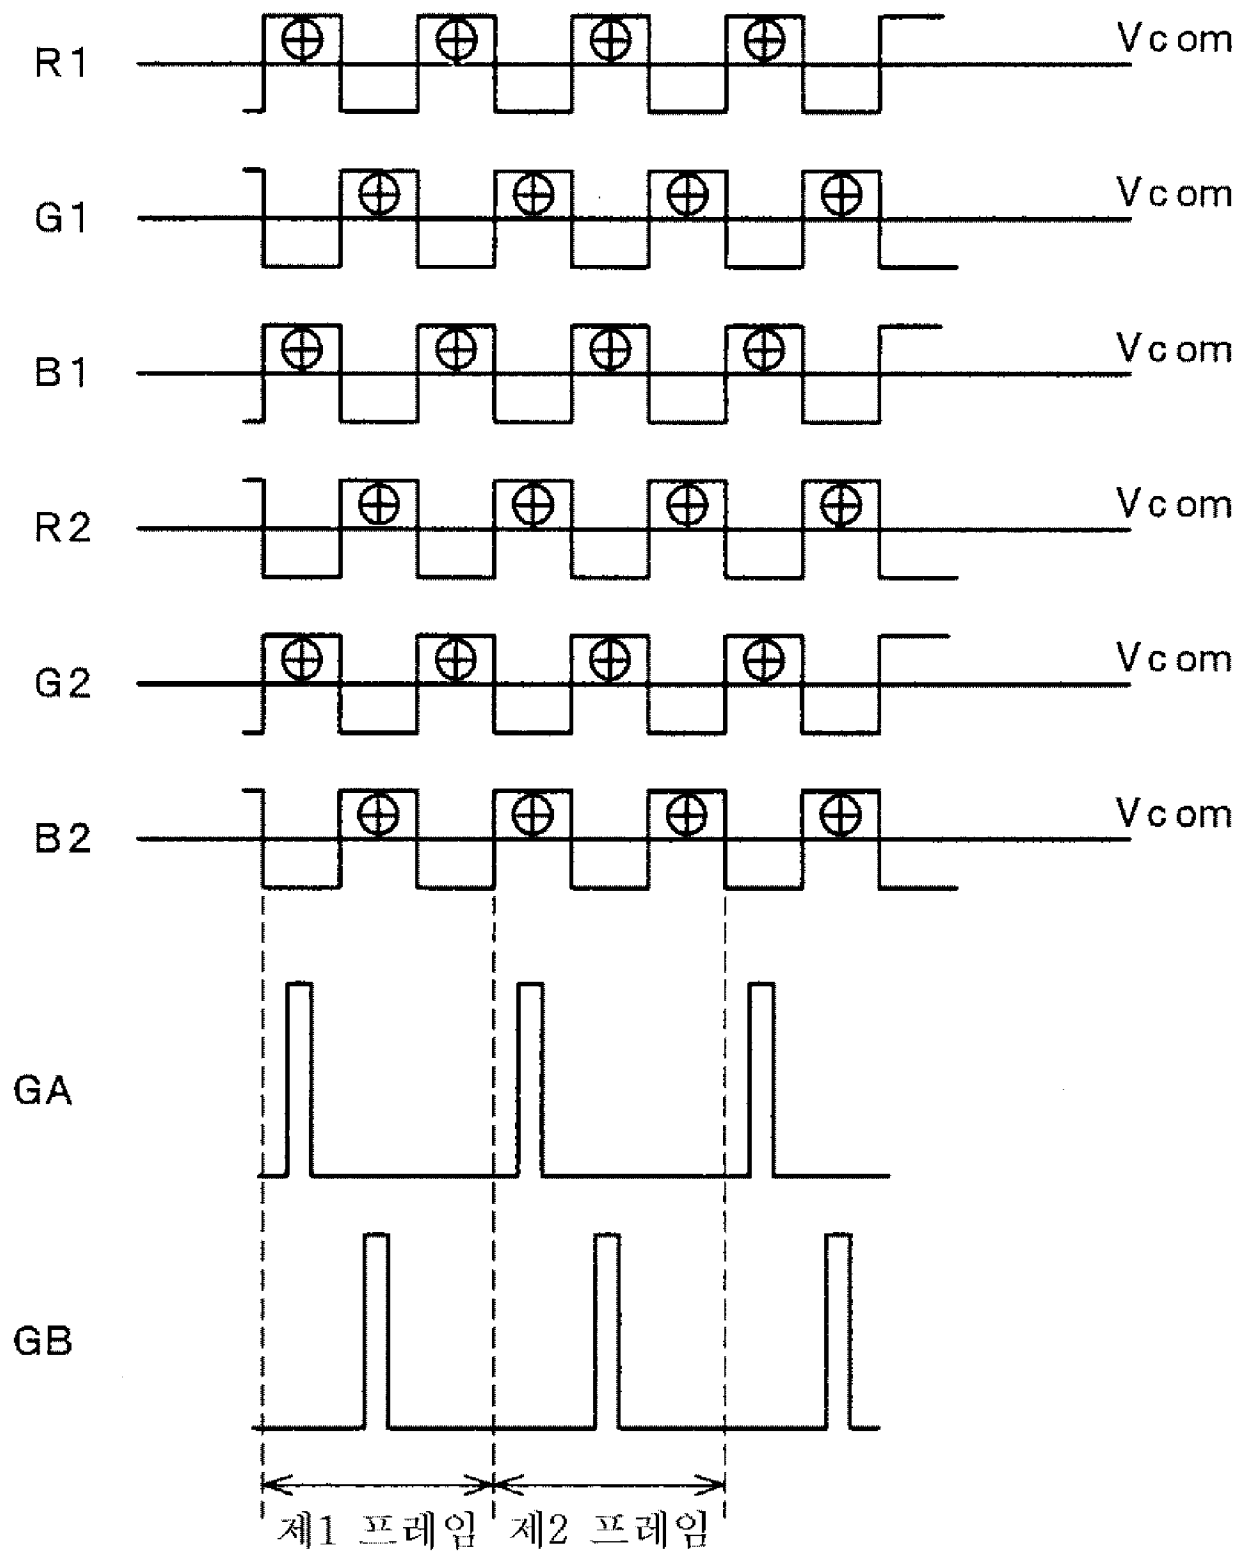 R1 Vcom
G1 Vcom
B1 Vcom
R2 Vcom
G2 Vcom
B2 Vcom
GA
GB
제1 프레임 제2 프레임